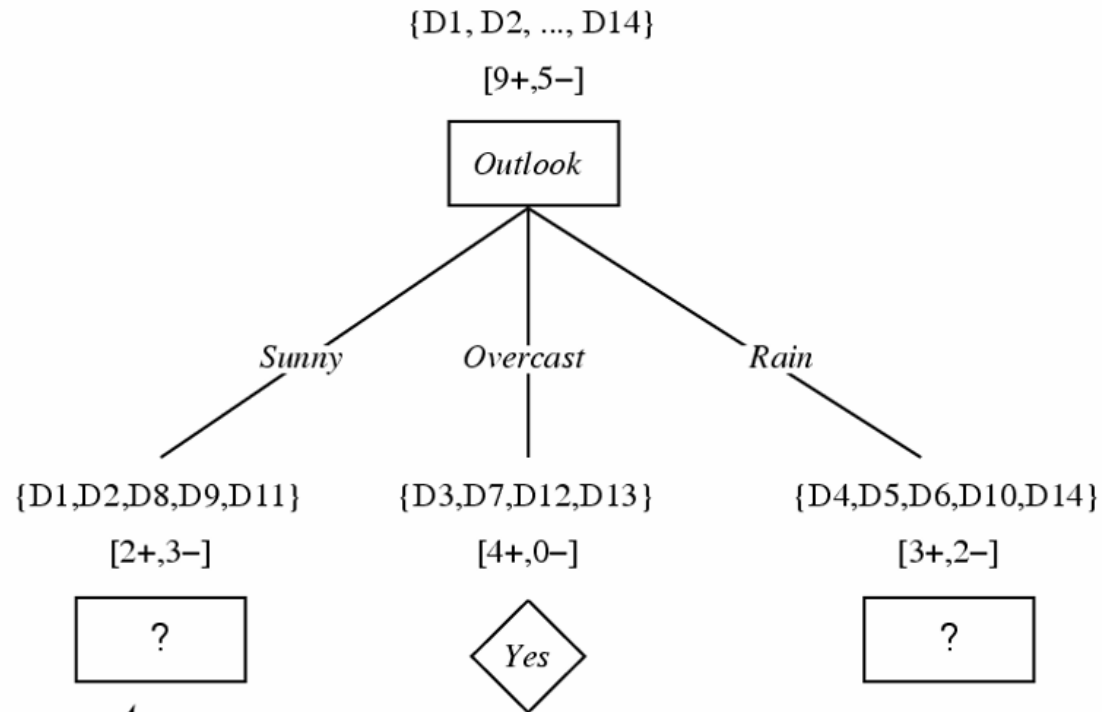 {D1, D2, ..., D14}
[9+,5−]
Outlook
Sunny Overcast Rain
{D1,D2,D8,D9,D11} {D3,D7,D12,D13} {D4,D5,D6,D10,D14}
[2+,3−] [4+,0−] [3+,2−]
? Yes ?